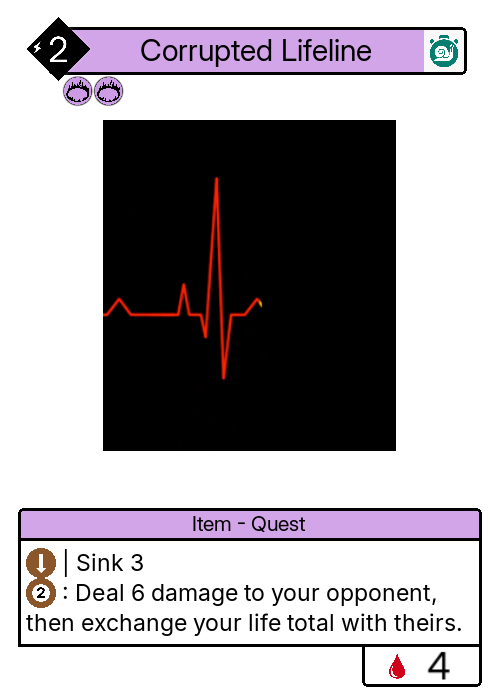 2 Corrupted Lifeline
Item - Quest
| Sink 3
2 : Deal 6 damage to your opponent,
then exchange your life total with theirs.
4